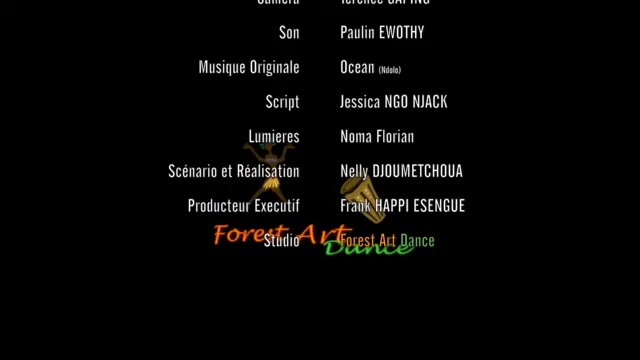 Son Paulin EWOTHY
Musique Originale Ocean (Ndolo)
Script Jessica NGO NJACK
Lumieres Noma Florian
Scénario et Réalisation Nelly DJOUMETCHOUA
Producteur Executif Frank HAPPI ESENGUE
Studio Forest Art Dance
Forest Art
Dance